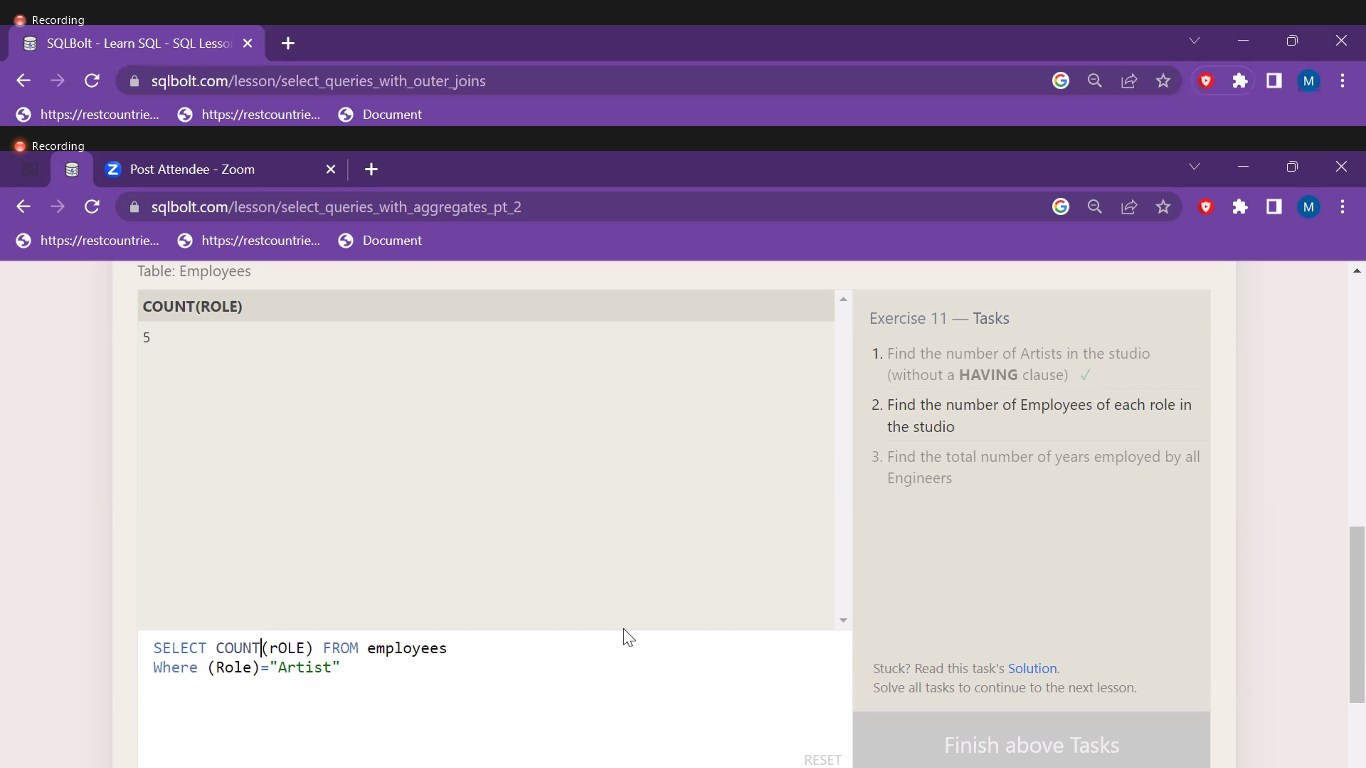 Recording
SQLBolt - Learn SQL - SQL Lesso
sqlbolt.com/lesson/select_queries_with_outer_joins
M
https://restcountrie... https://restcountrie... Document
Recording
Post Attendee - Zoom
sqlbolt.com/lesson/select_queries_with_aggregates_pt_2
M
https://restcountrie... https://restcountrie... Document
Table: Employees
COUNT(ROLE)
5
Exercise 11 — Tasks
1. Find the number of Artists in the studio
(without a HAVING clause) ✓
2. Find the number of Employees of each role in
the studio
3. Find the total number of years employed by all
Engineers
SELECT COUNT(rOLE) FROM employees
Where (Role)="Artist"
Stuck? Read this task's Solution.
Solve all tasks to continue to the next lesson.
Finish above Tasks
RESET